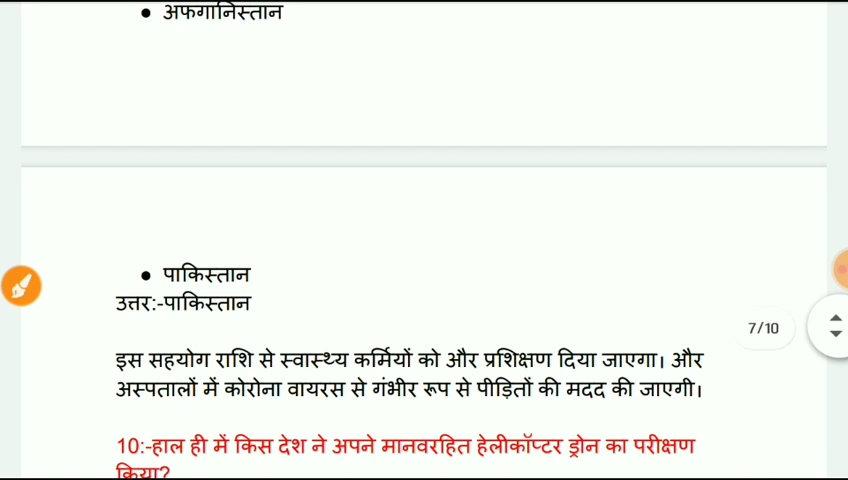 • अफगानिस्तान
• पाकिस्तान
उत्तर:-पाकिस्तान
इस सहयोग राशि से स्वास्थ्य कर्मियों को और प्रशिक्षण दिया जाएगा। और
अस्पतालों में कोरोना वायरस से गंभीर रूप से पीड़ितों की मदद की जाएगी।
7/10
10:-हाल ही में किस देश ने अपने मानवरहित हेलीकॉप्टर ड्रोन का परीक्षण
किया?